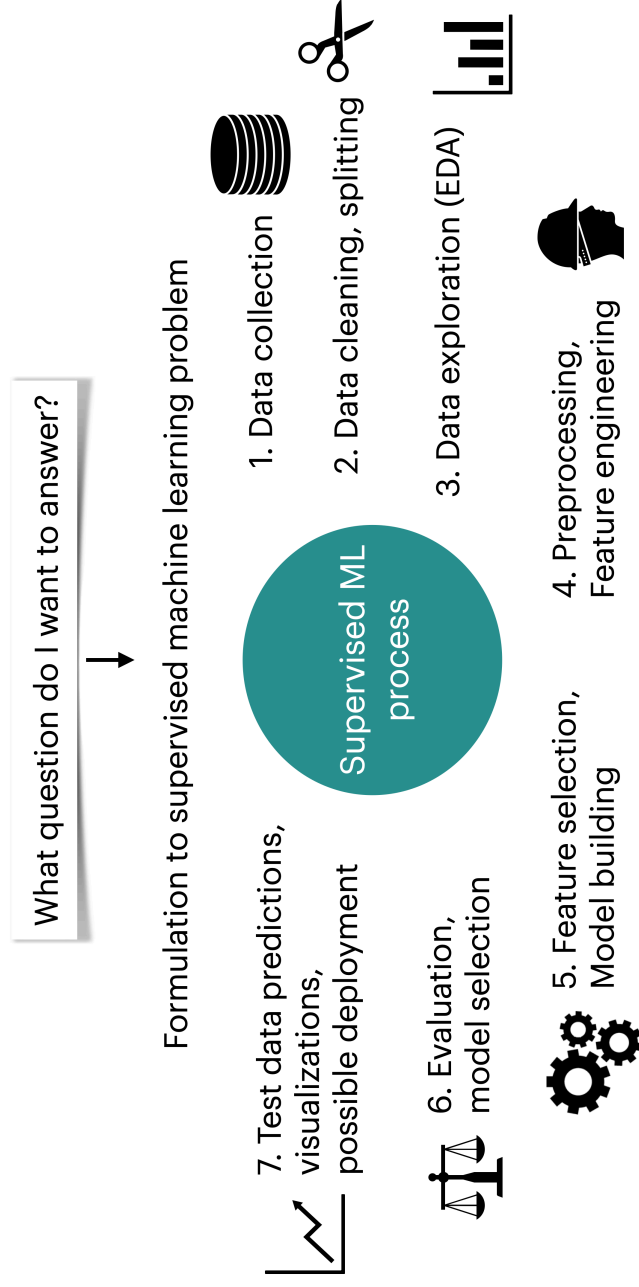 What question do I want to answer?
Formulation to supervised machine learning problem
1. Data collection
2. Data cleaning, splitting
3. Data exploration (EDA)
4. Preprocessing,
Feature engineering
5. Feature selection,
Model building
6. Evaluation,
model selection
7. Test data predictions,
visualizations,
possible deployment
Supervised ML
process